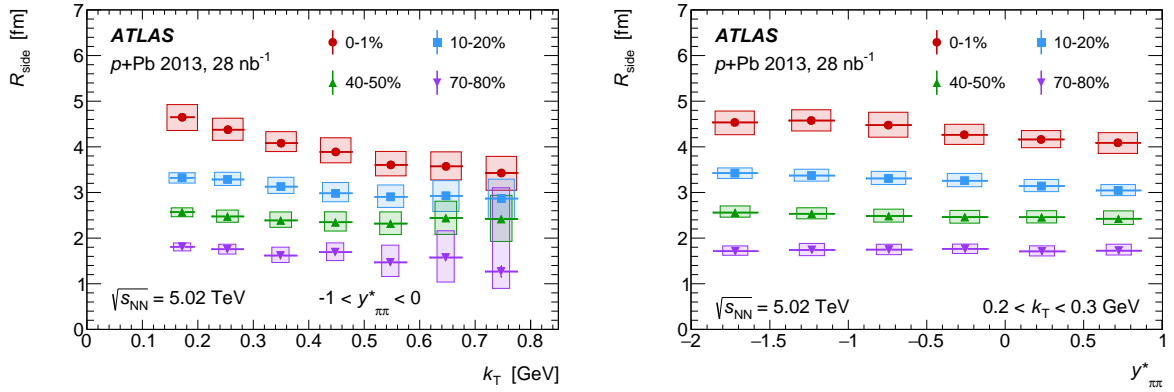 R_side [fm]
7
6
5
4
3
2
1
0
ATLAS
p+Pb 2013, 28 nb⁻¹
0-1%
10-20%
40-50%
70-80%
√s_NN = 5.02 TeV
-1 < y*_ππ < 0
0 0.1 0.2 0.3 0.4 0.5 0.6 0.7 0.8
k_T [GeV]
R_side [fm]
7
6
5
4
3
2
1
0
ATLAS
p+Pb 2013, 28 nb⁻¹
0-1%
10-20%
40-50%
70-80%
√s_NN = 5.02 TeV
0.2 < k_T < 0.3 GeV
−2 −1.5 −1 −0.5 0 0.5 1
y*_ππ